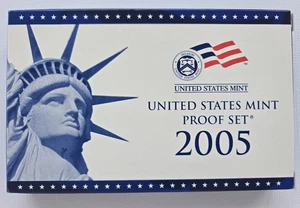 UNITED STATES MINT
UNITED STATES MINT
PROOF SET®
2005